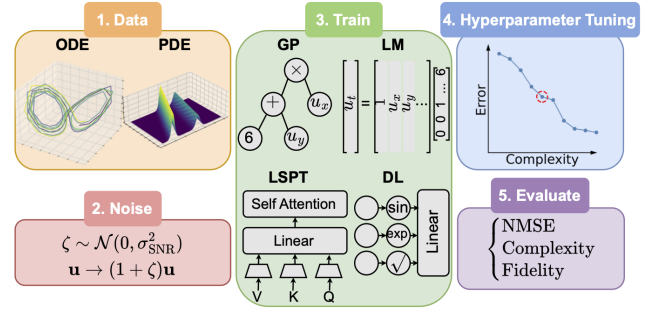 1. Data
ODE
PDE
2. Noise
ζ ∼ N(0, σ²_SNR)
u → (1 + ζ)u
3. Train
GP
LM
×
+
u_x
6
u_y
u_t = 1 u_x u_y ... 0 0 1 ... 6
LSPT
Self Attention
Linear
V K Q
DL
sin
exp
√
Linear
4. Hyperparameter Tuning
Error
Complexity
5. Evaluate
NMSE
Complexity
Fidelity